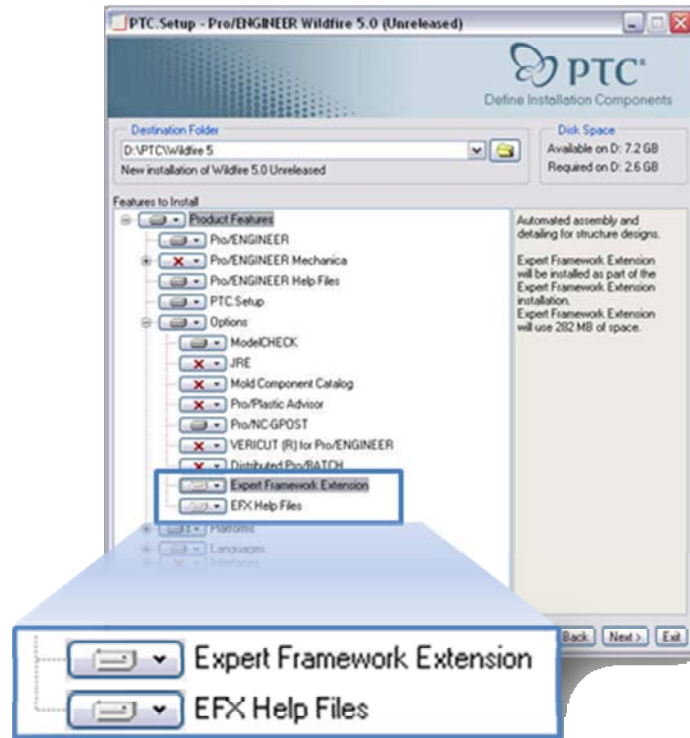 PTC.Setup - Pro/ENGINEER Wildfire 5.0 (Unreleased)
PTC®
Define Installation Components
Destination Folder
D:\PTC\Wildfire 5
New installation of Wildfire 5.0 Unreleased
Disk Space
Available on D: 7.2 GB
Required on D: 2.6 GB
Features to Install
Product Features
Pro/ENGINEER
Pro/ENGINEER Mechanica
Pro/ENGINEER Help Files
PTC.Setup
Options
ModelCHECK
JRE
Mold Component Catalog
Pro/Plastic Advisor
Pro/NC-GPOST
VERICUT (R) for Pro/ENGINEER
Distributed Pro/BATCH
Expert Framework Extension
EFX Help Files
Platforms
Languages
Interfaces
Automated assembly and
detailing for structure designs.
Expert Framework Extension
will be installed as part of the
Expert Framework Extension
installation.
Expert Framework Extension
will use 282 MB of space.
Back Next > Exit
Expert Framework Extension
EFX Help Files